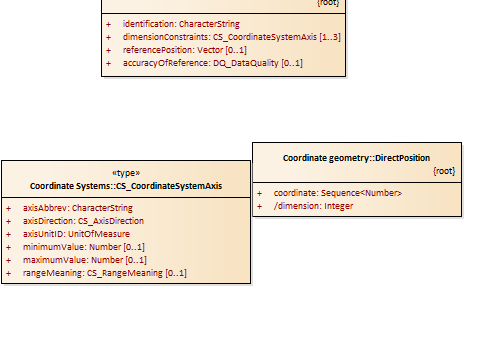 {root}
+ identification: CharacterString
+ dimensionConstraints: CS_CoordinateSystemAxis [1..3]
+ referencePosition: Vector [0..1]
+ accuracyOfReference: DQ_DataQuality [0..1]
«type»
Coordinate Systems::CS_CoordinateSystemAxis
+ axisAbbrev: CharacterString
+ axisDirection: CS_AxisDirection
+ axisUnitID: UnitOfMeasure
+ minimumValue: Number [0..1]
+ maximumValue: Number [0..1]
+ rangeMeaning: CS_RangeMeaning [0..1]
Coordinate geometry::DirectPosition
{root}
+ coordinate: Sequence<Number>
+ /dimension: Integer